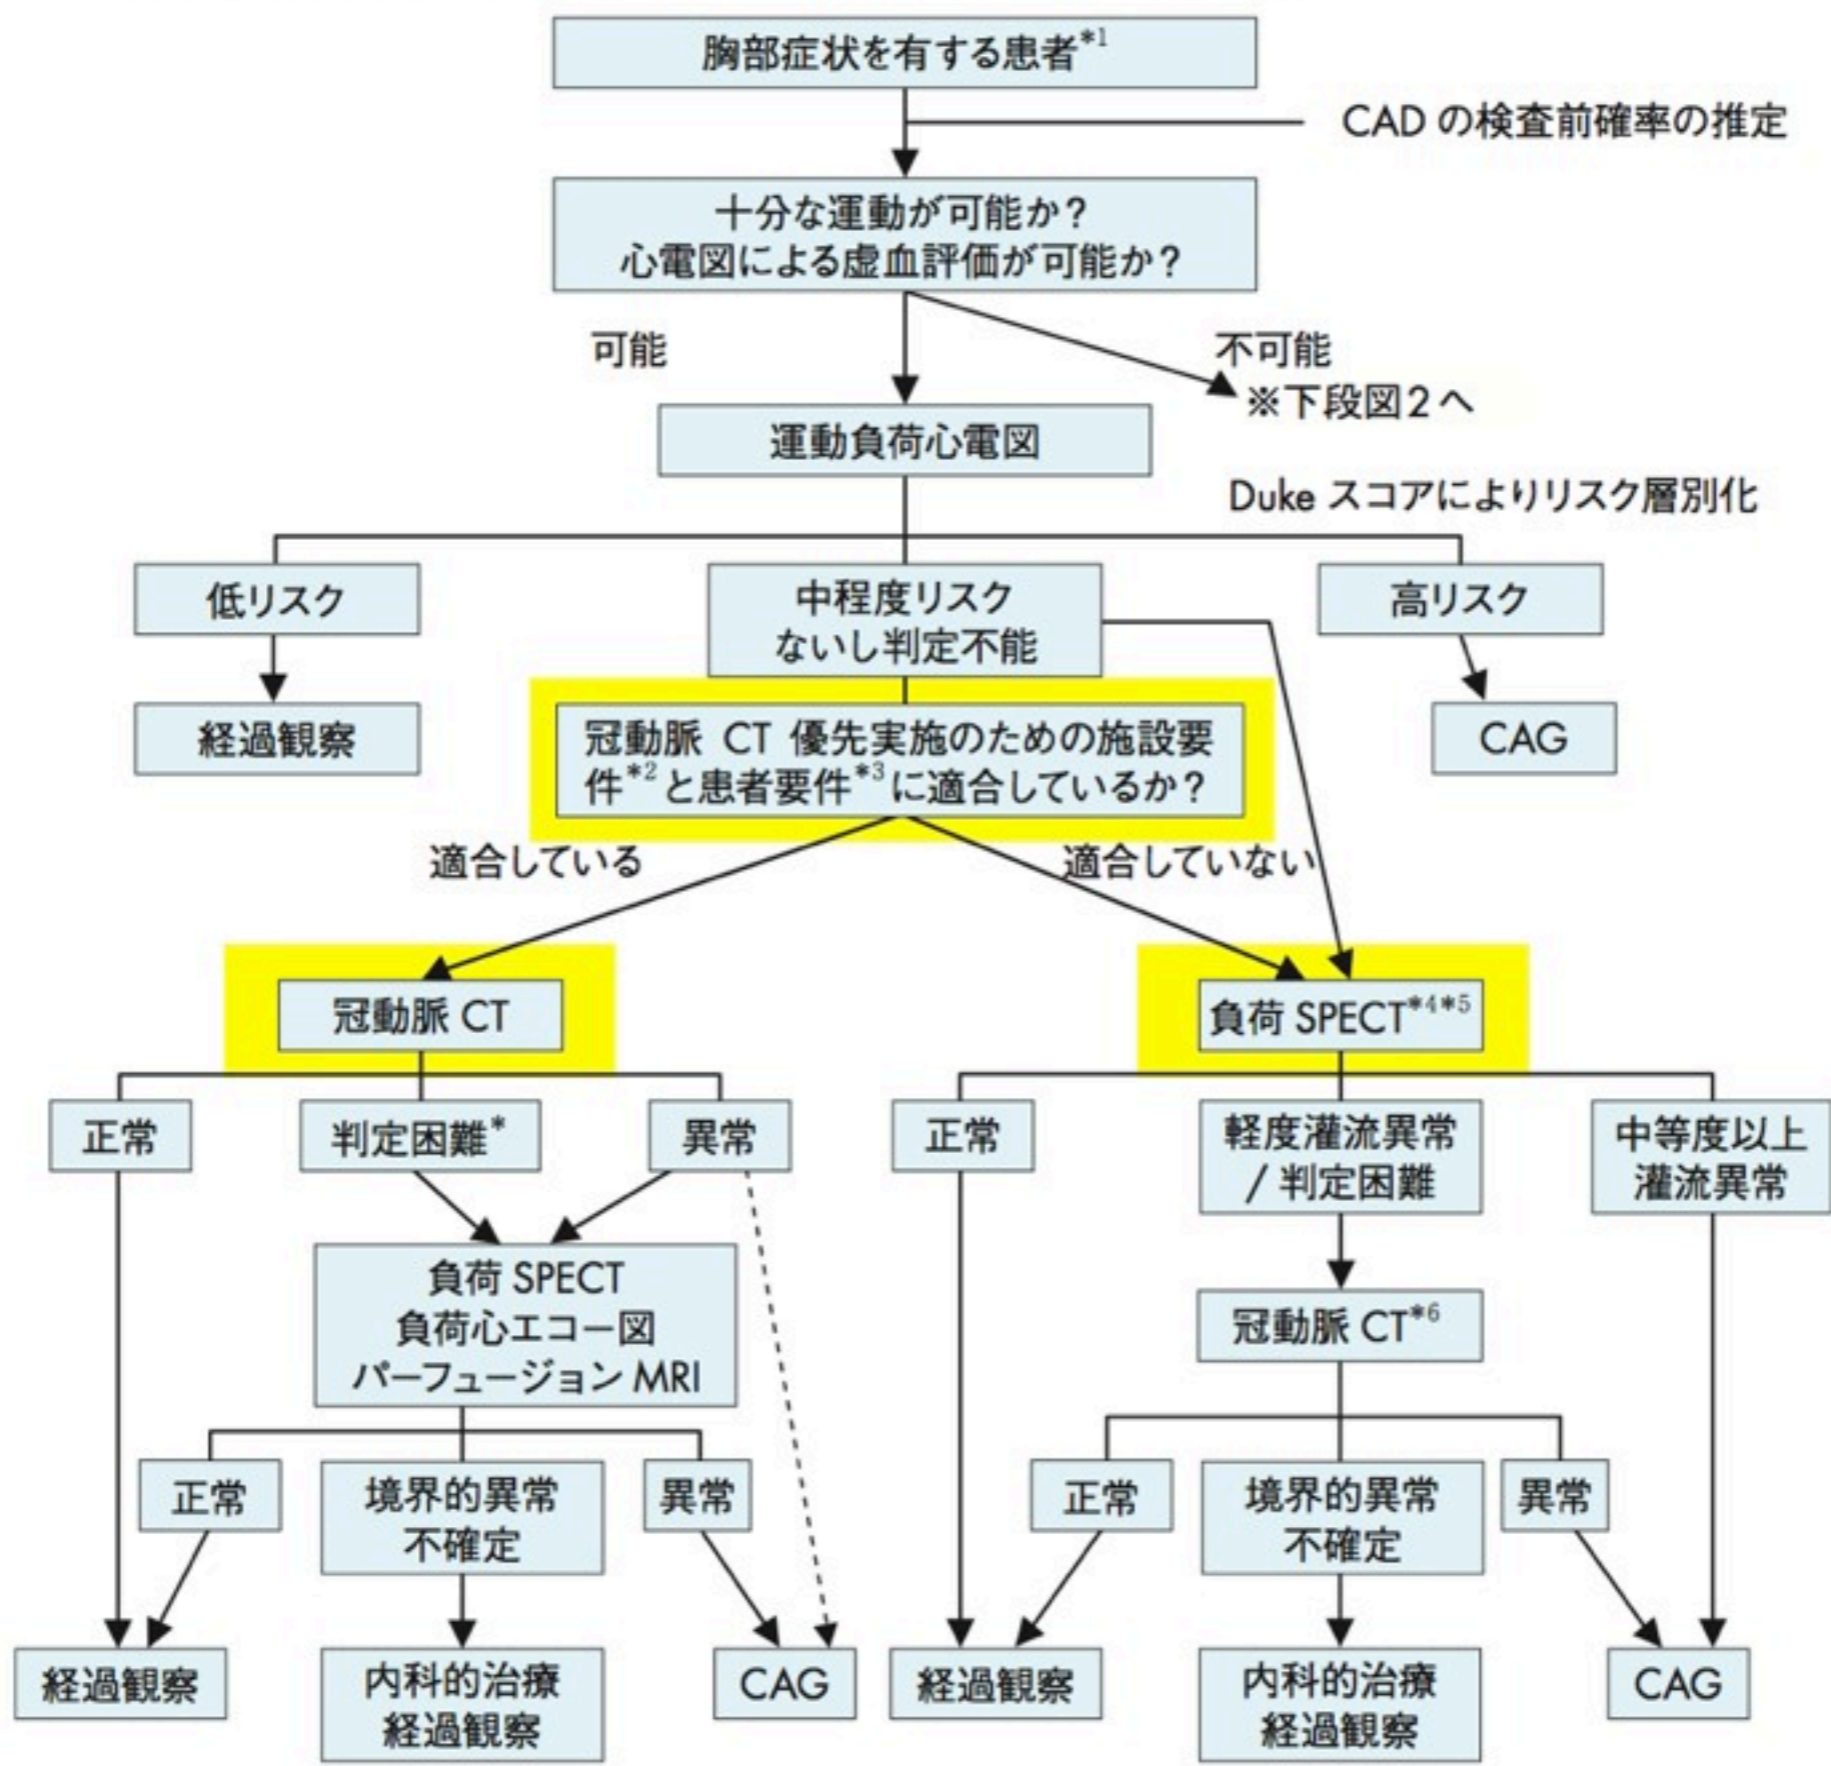 胸部症状を有する患者*1
CAD の検査前確率の推定
十分な運動が可能か？
心電図による虚血評価が可能か？
可能
不可能
※下段図2へ
運動負荷心電図
Duke スコアによりリスク層別化
低リスク
中程度リスク
ないし判定不能
高リスク
経過観察
冠動脈 CT 優先実施のための施設要
件*2と患者要件*3に適合しているか？
CAG
適合している
適合していない
冠動脈 CT
負荷 SPECT*4*5
正常
判定困難*
異常
正常
軽度灌流異常
/ 判定困難
中等度以上
灌流異常
負荷 SPECT
負荷心エコー図
パーフュージョン MRI
冠動脈 CT*6
正常
境界的異常
不確定
異常
正常
境界的異常
不確定
異常
経過観察
内科的治療
経過観察
CAG
経過観察
内科的治療
経過観察
CAG